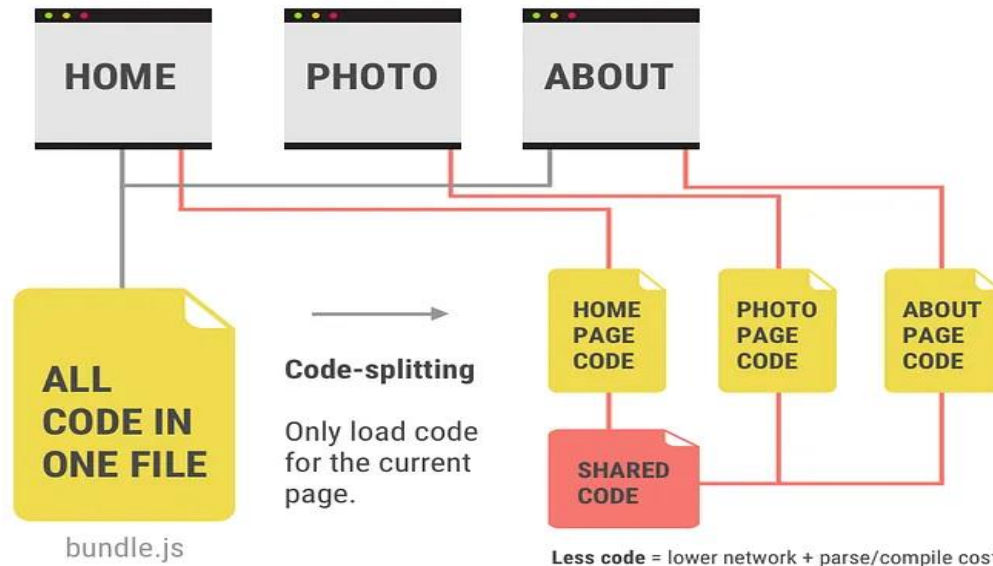 HOME
PHOTO
ABOUT
ALL
CODE IN
ONE FILE
bundle.js
Code-splitting
Only load code
for the current
page.
HOME
PAGE
CODE
PHOTO
PAGE
CODE
ABOUT
PAGE
CODE
SHARED
CODE
Less code = lower network + parse/compile cost